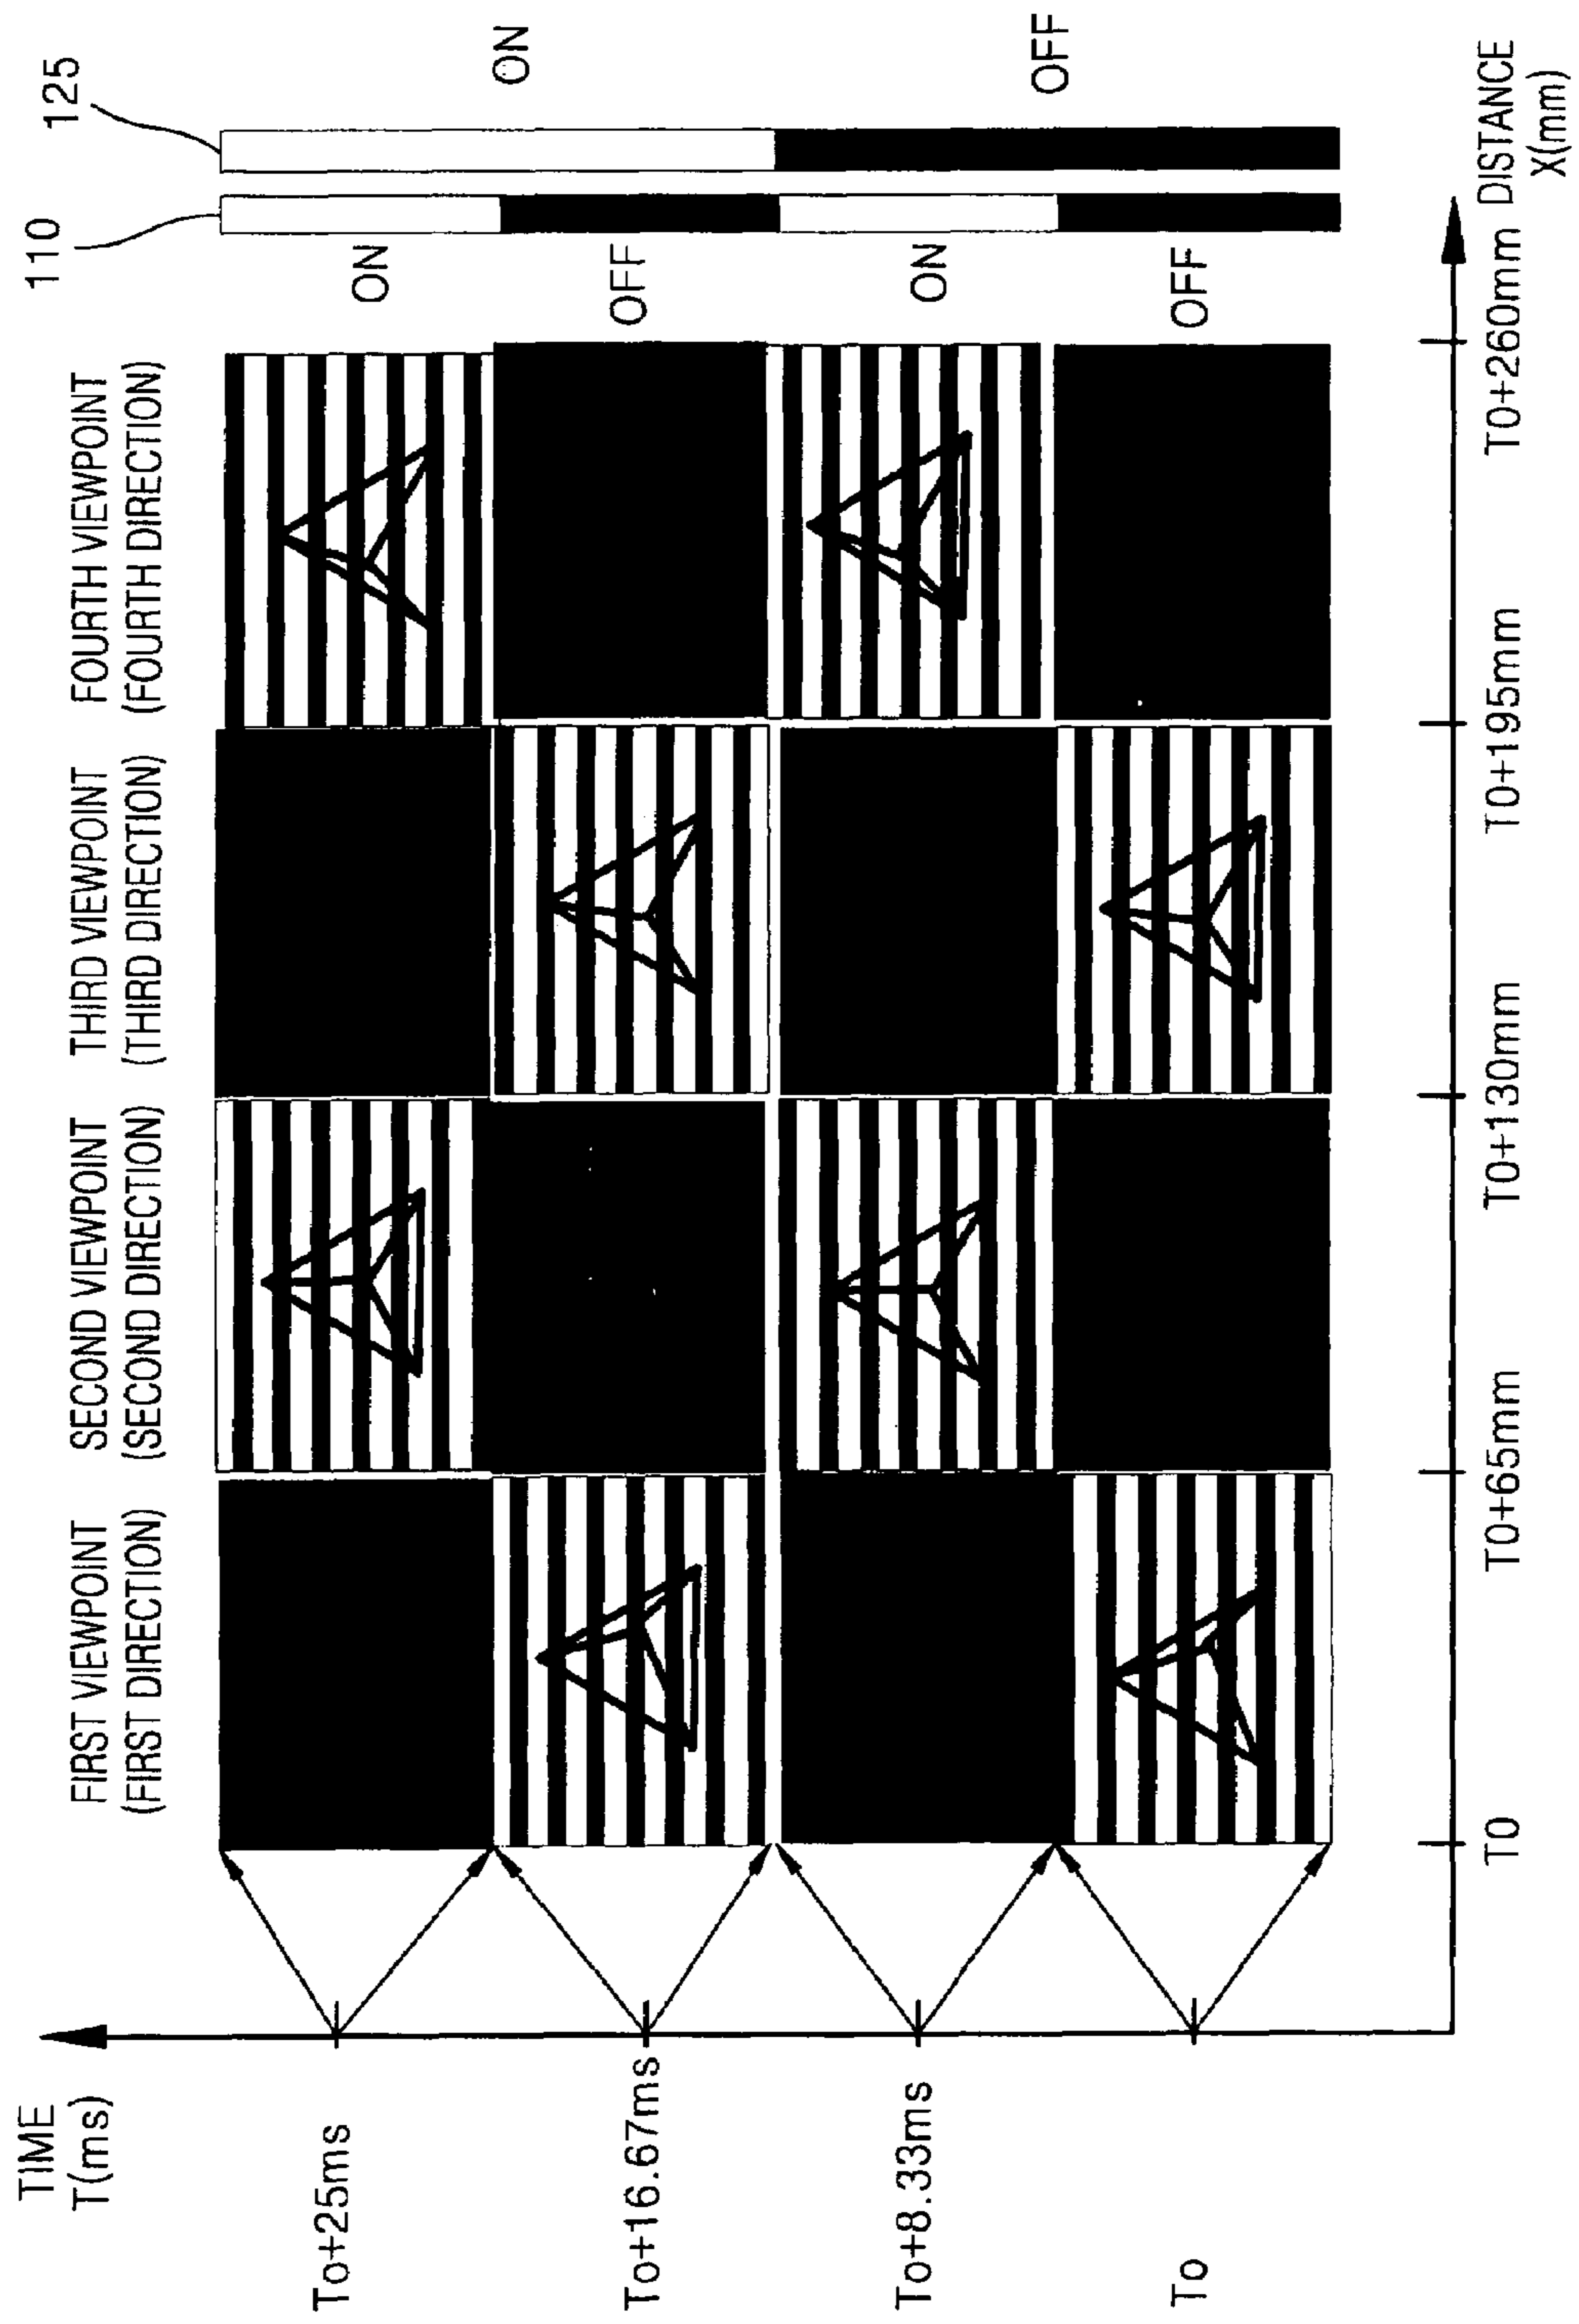 TIME
T(ms)
FIRST VIEWPOINT
(FIRST DIRECTION)
SECOND VIEWPOINT
(SECOND DIRECTION)
THIRD VIEWPOINT
(THIRD DIRECTION)
FOURTH VIEWPOINT
(FOURTH DIRECTION)
110
125
To+25ms
ON
ON
To+16.67ms
OFF
To+8.33ms
ON
OFF
To
OFF
T0
T0+65mm
T0+130mm
T0+195mm
T0+260mm
DISTANCE
X(mm)